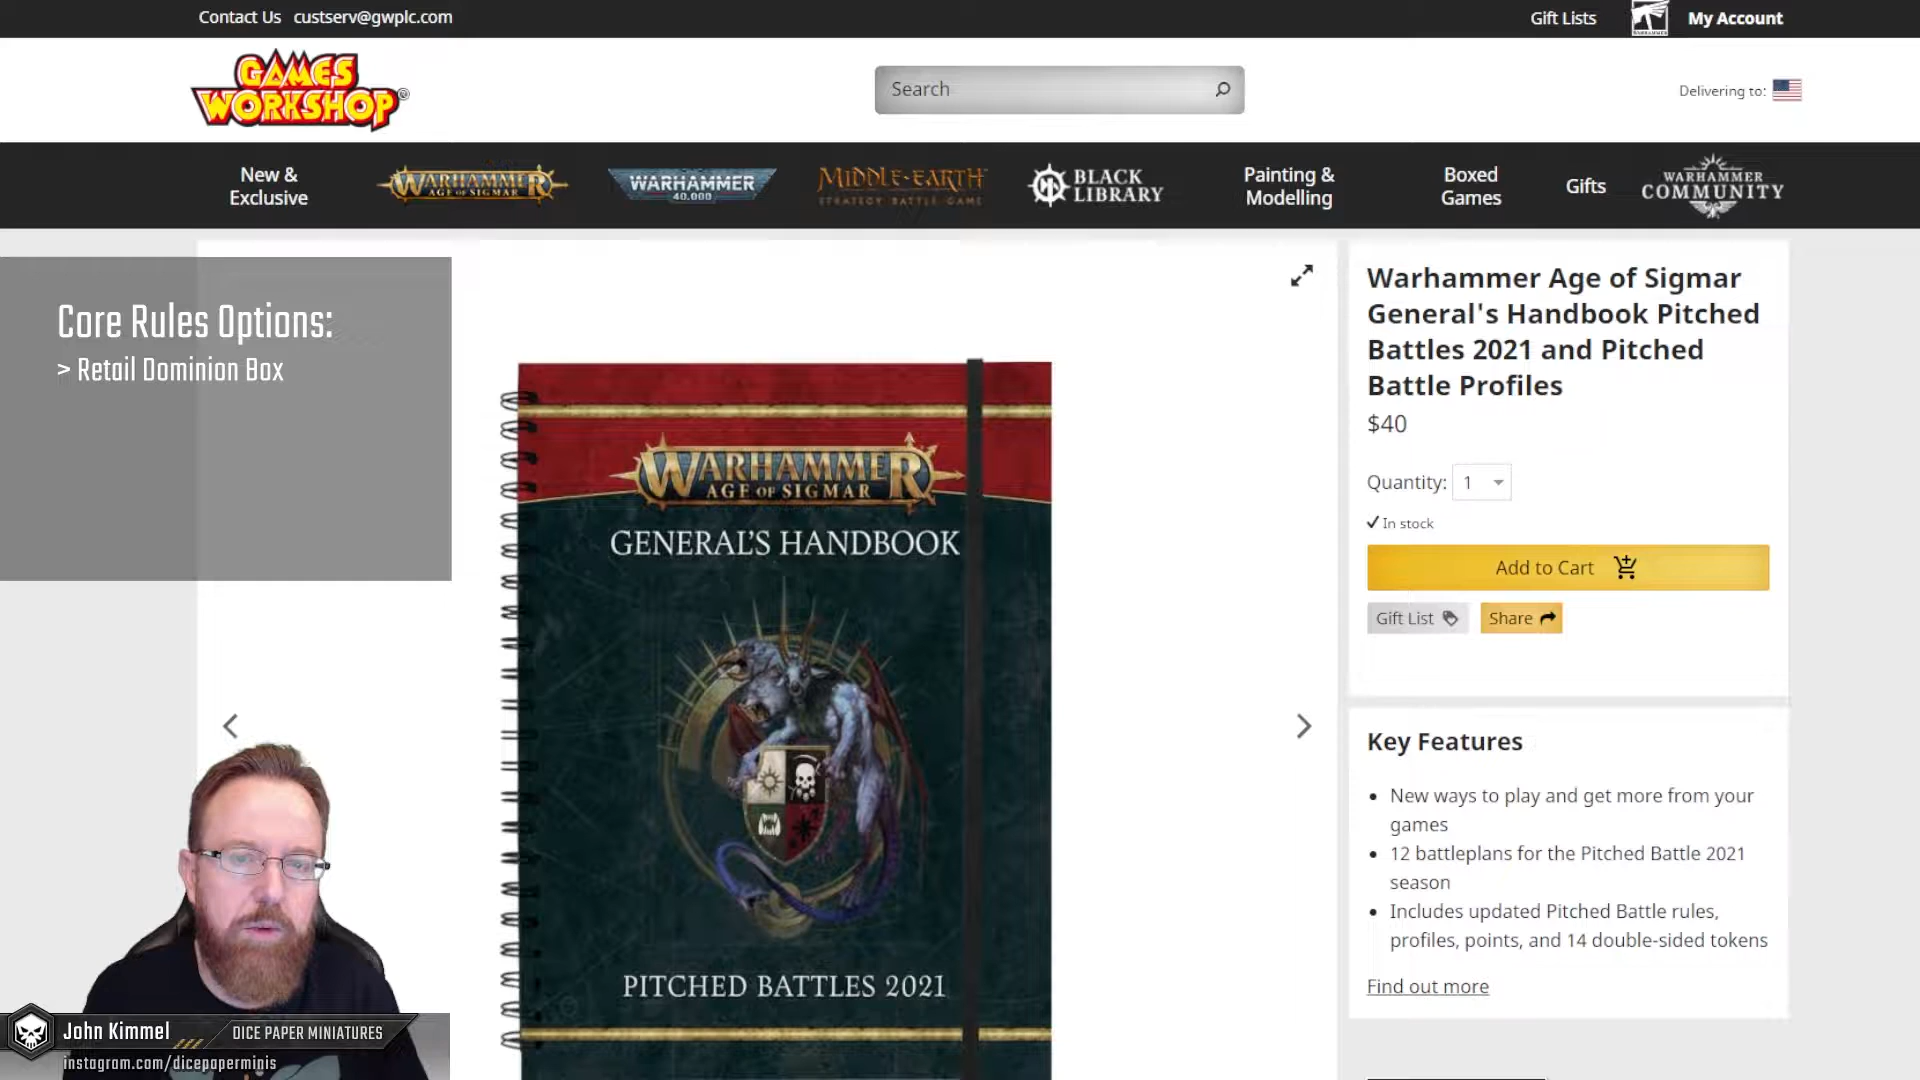 Contact Us custserv@gwplc.com
Gift Lists
My Account
GAMES
WORKSHOP
Search
Delivering to:
New &
Exclusive
WARHAMMER
AGE OF SIGMAR
WARHAMMER
40,000
MIDDLE-EARTH
STRATEGY BATTLE GAME
BLACK
LIBRARY
Painting &
Modelling
Boxed
Games
Gifts
WARHAMMER
COMMUNITY
Core Rules Options:
> Retail Dominion Box
WARHAMMER
AGE OF SIGMAR
GENERAL'S HANDBOOK
PITCHED BATTLES 2021
Warhammer Age of Sigmar
General's Handbook Pitched
Battles 2021 and Pitched
Battle Profiles
$40
Quantity: 1
In stock
Add to Cart
Gift List
Share
Key Features
• New ways to play and get more from your
games
• 12 battleplans for the Pitched Battle 2021
season
• Includes updated Pitched Battle rules,
profiles, points, and 14 double-sided tokens
Find out more
John Kimmel
DICE PAPER MINIATURES
instagram.com/dicepaperminis